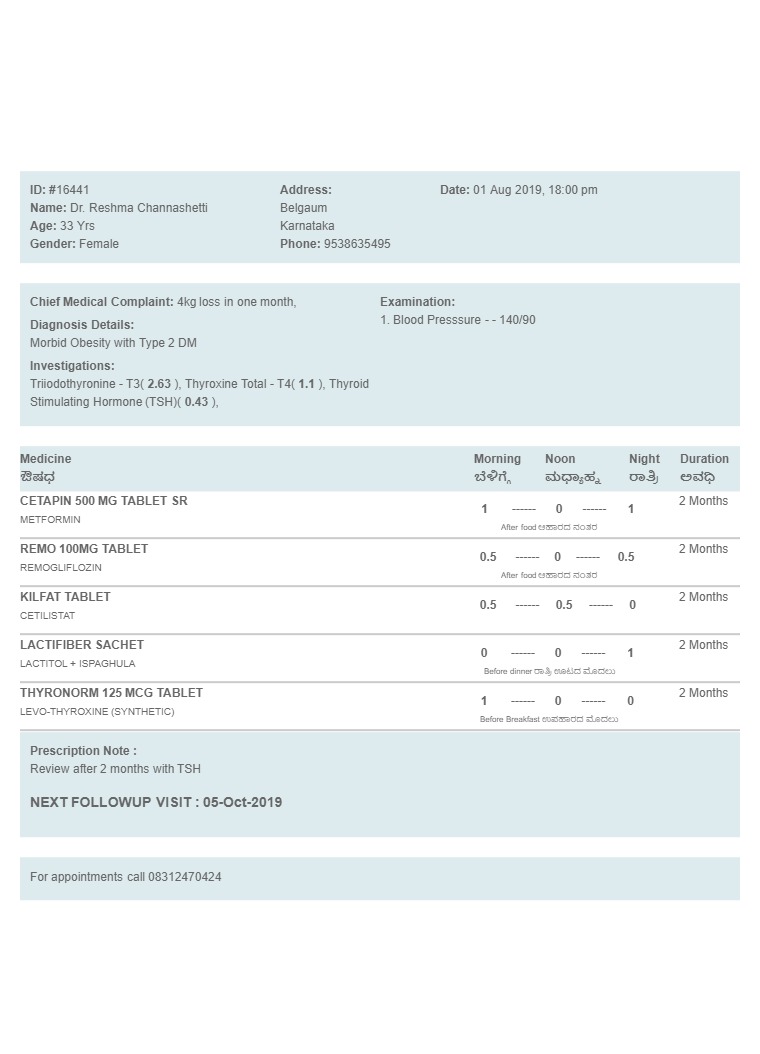 ID: #16441
Name: Dr. Reshma Channashetti
Age: 33 Yrs
Gender: Female
Address:
Belgaum
Karnataka
Phone: 9538635495
Date: 01 Aug 2019, 18:00 pm
Chief Medical Complaint: 4kg loss in one month,
Diagnosis Details:
Morbid Obesity with Type 2 DM
Investigations:
Triiodothyronine - T3( 2.63 ), Thyroxine Total - T4( 1.1 ), Thyroid
Stimulating Hormone (TSH)( 0.43 ),
Examination:
1. Blood Presssure - - 140/90
Medicine Morning Noon Night Duration
ಔಷಧ ಬೆಳಿಗ್ಗೆ ಮಧ್ಯಾಹ್ನ ರಾತ್ರಿ ಅವಧಿ
CETAPIN 500 MG TABLET SR 1 ------ 0 ------ 1 2 Months
METFORMIN After food ಆಹಾರದ ನಂತರ
REMO 100MG TABLET 0.5 ------ 0 ------ 0.5 2 Months
REMOGLIFLOZIN After food ಆಹಾರದ ನಂತರ
KILFAT TABLET 0.5 ------ 0.5 ------ 0 2 Months
CETILISTAT
LACTIFIBER SACHET 0 ------ 0 ------ 1 2 Months
LACTITOL + ISPAGHULA Before dinner ರಾತ್ರಿ ಊಟದ ಮೊದಲು
THYRONORM 125 MCG TABLET 1 ------ 0 ------ 0 2 Months
LEVO-THYROXINE (SYNTHETIC) Before Breakfast ಉಪಹಾರದ ಮೊದಲು
Prescription Note :
Review after 2 months with TSH
NEXT FOLLOWUP VISIT : 05-Oct-2019
For appointments call 08312470424